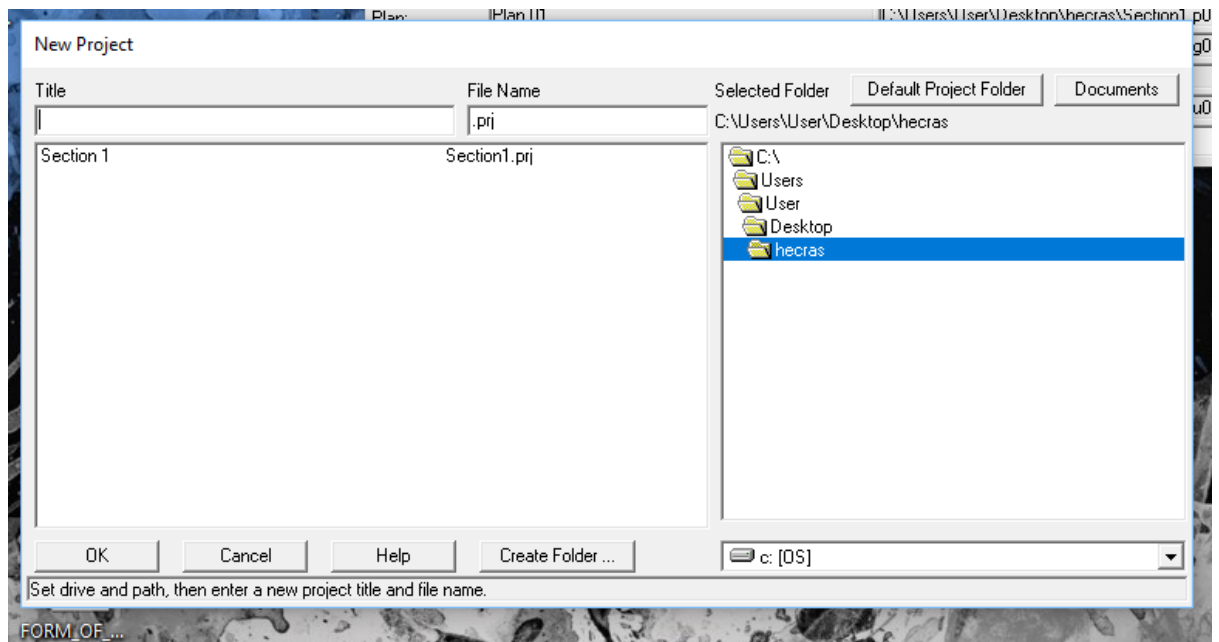 Plan: Plan 01 C:\Users\User\Desktop\hecras\Section1.p0
New Project
g0
Title File Name Selected Folder Default Project Folder Documents
u0
.prj C:\Users\User\Desktop\hecras
Section 1 Section1.prj
C:\
Users
User
Desktop
hecras
OK Cancel Help Create Folder ... c: [OS]
Set drive and path, then enter a new project title and file name.
FORM_OF_...